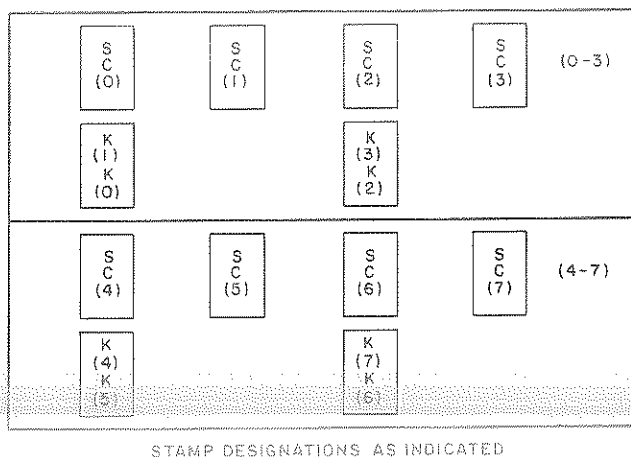 S C (0)
S C (1)
S C (2)
S C (3)
(0-3)
K (1) K (0)
K (3) K (2)
S C (4)
S C (5)
S C (6)
S C (7)
(4-7)
K (4) K (5)
K (7) K (6)
STAMP DESIGNATIONS AS INDICATED